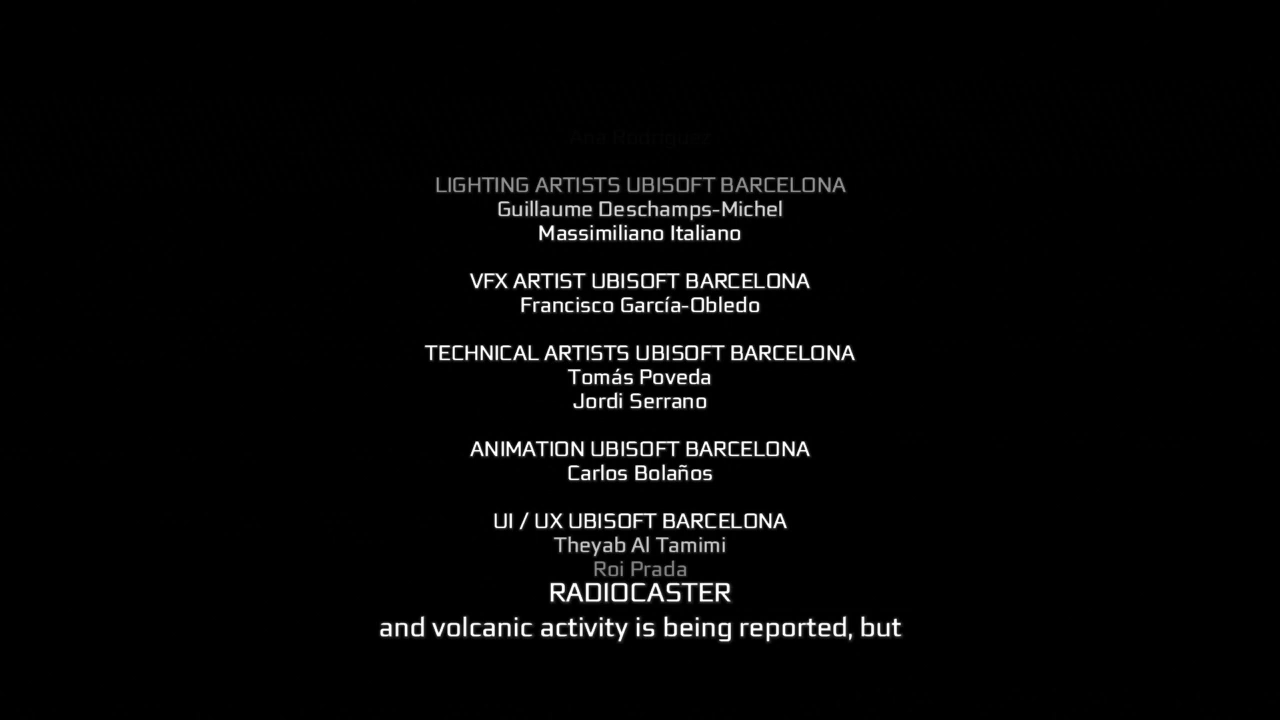 Ana Rodriguez
LIGHTING ARTISTS UBISOFT BARCELONA
Guillaume Deschamps-Michel
Massimiliano Italiano
VFX ARTIST UBISOFT BARCELONA
Francisco García-Obledo
TECHNICAL ARTISTS UBISOFT BARCELONA
Tomás Poveda
Jordi Serrano
ANIMATION UBISOFT BARCELONA
Carlos Bolaños
UI / UX UBISOFT BARCELONA
Theyab Al Tamimi
Roi Prada
RADIOCASTER
and volcanic activity is being reported, but